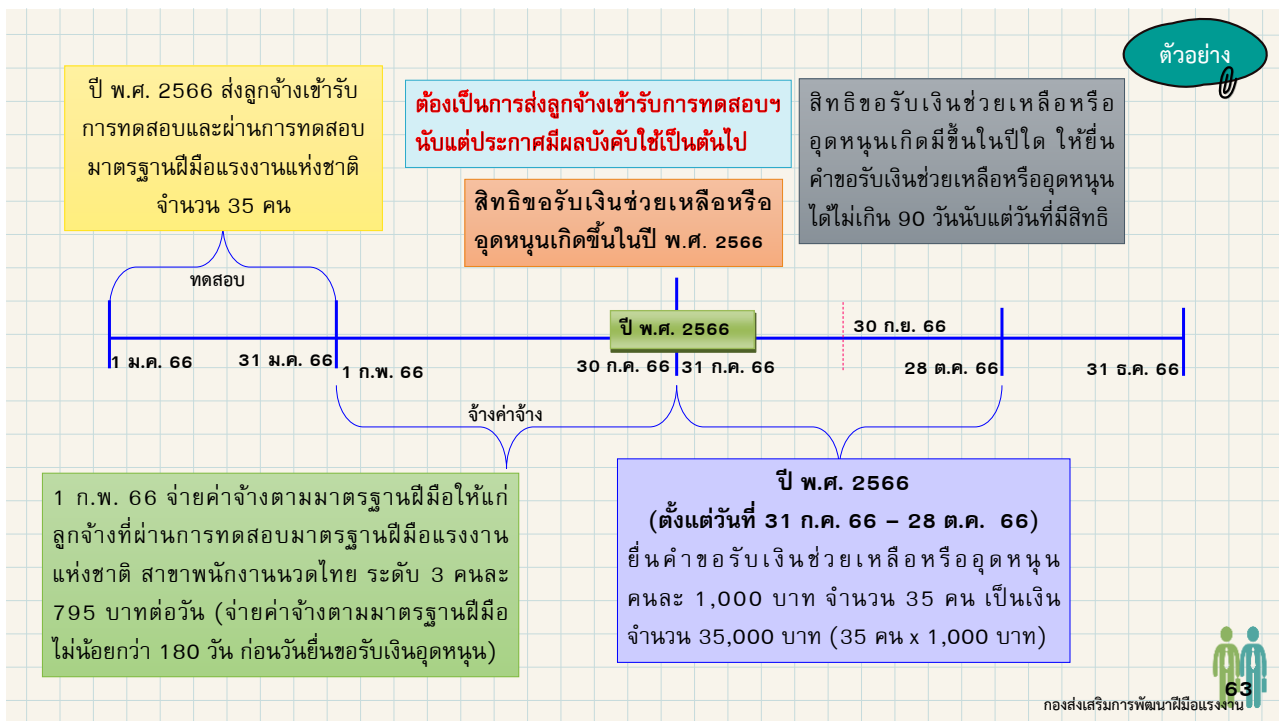 ตัวอย่าง
ปี พ.ศ. 2566 ส่งลูกจ้างเข้ารับ
การทดสอบและผ่านการทดสอบ
มาตรฐานฝีมือแรงงานแห่งชาติ
จำนวน 35 คน
ต้องเป็นการส่งลูกจ้างเข้ารับการทดสอบฯ
นับแต่ประกาศมีผลบังคับใช้เป็นต้นไป
สิทธิขอรับเงินช่วยเหลือหรือ
อุดหนุนเกิดขึ้นในปี พ.ศ. 2566
สิทธิขอรับเงินช่วยเหลือหรือ
อุดหนุนเกิดมีขึ้นในปีใด ให้ยื่น
คำขอรับเงินช่วยเหลือหรืออุดหนุน
ได้ไม่เกิน 90 วันนับแต่วันที่มีสิทธิ
ทดสอบ
ปี พ.ศ. 2566
30 ก.ย. 66
1 ม.ค. 66
31 ม.ค. 66
1 ก.พ. 66
30 ก.ค. 66
31 ก.ค. 66
28 ต.ค. 66
31 ธ.ค. 66
จ้างค่าจ้าง
1 ก.พ. 66 จ่ายค่าจ้างตามมาตรฐานฝีมือให้แก่
ลูกจ้างที่ผ่านการทดสอบมาตรฐานฝีมือแรงงาน
แห่งชาติ สาขาพนักงานนวดไทย ระดับ 3 คนละ
795 บาทต่อวัน (จ่ายค่าจ้างตามมาตรฐานฝีมือ
ไม่น้อยกว่า 180 วัน ก่อนวันยื่นขอรับเงินอุดหนุน)
ปี พ.ศ. 2566
(ตั้งแต่วันที่ 31 ก.ค. 66 – 28 ต.ค. 66)
ยื่นคำขอรับเงินช่วยเหลือหรืออุดหนุน
คนละ 1,000 บาท จำนวน 35 คน เป็นเงิน
จำนวน 35,000 บาท (35 คน x 1,000 บาท)
63
กองส่งเสริมการพัฒนาฝีมือแรงงาน